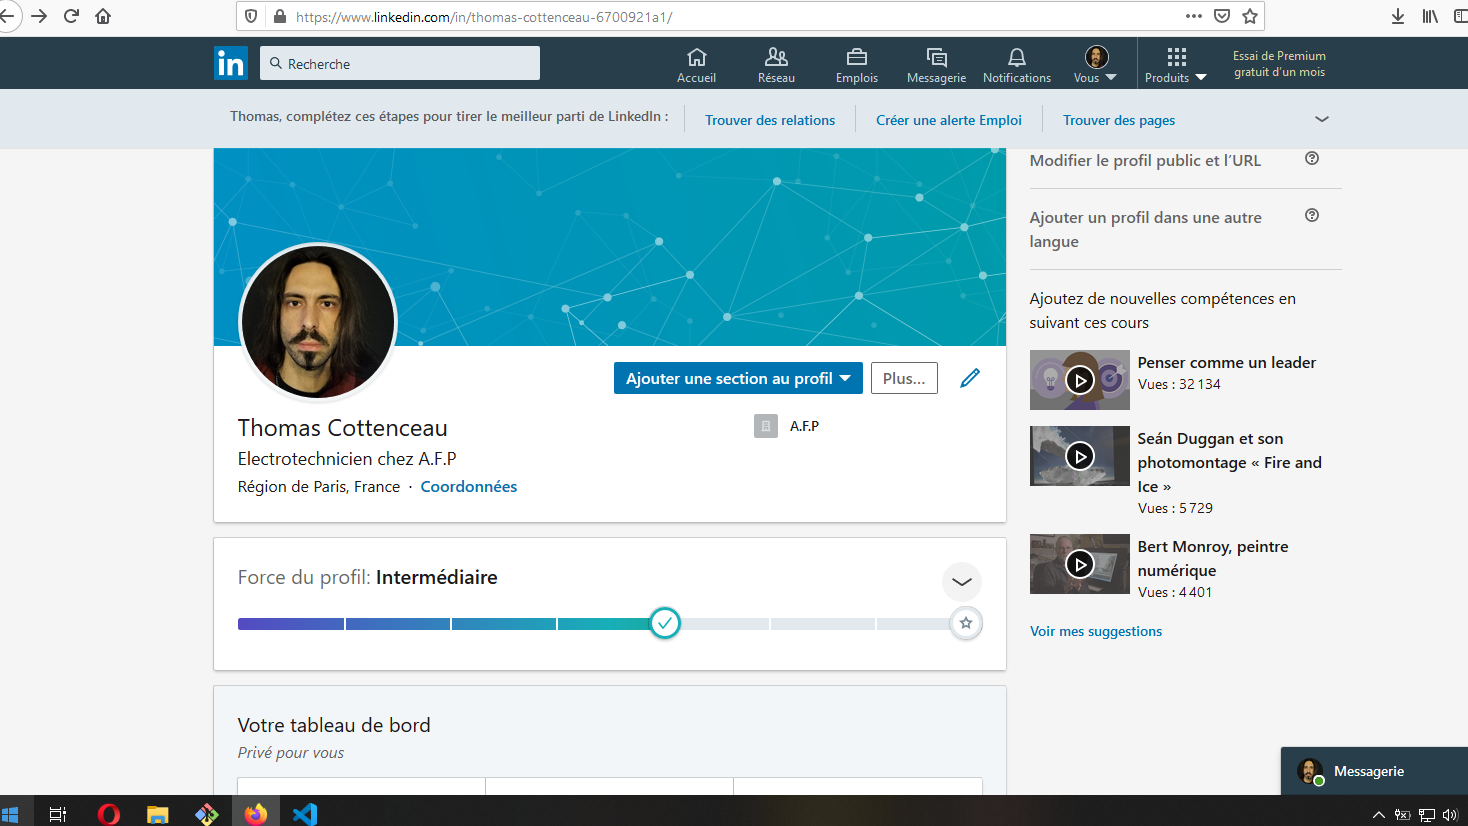 https://www.linkedin.com/in/thomas-cottenceau-6700921a1/
in
Recherche
Accueil
Réseau
Emplois
Messagerie
Notifications
Vous
Produits
Essai de Premium
gratuit d’un mois
Thomas, complétez ces étapes pour tirer le meilleur parti de LinkedIn :
Trouver des relations
Créer une alerte Emploi
Trouver des pages
Ajouter une section au profil
Plus...
Thomas Cottenceau
A.F.P
Electrotechnicien chez A.F.P
Région de Paris, France · Coordonnées
Force du profil: Intermédiaire
Votre tableau de bord
Privé pour vous
Modifier le profil public et l’URL
Ajouter un profil dans une autre
langue
Ajoutez de nouvelles compétences en
suivant ces cours
Penser comme un leader
Vues : 32 134
Seán Duggan et son
photomontage « Fire and
Ice »
Vues : 5 729
Bert Monroy, peintre
numérique
Vues : 4 401
Voir mes suggestions
Messagerie